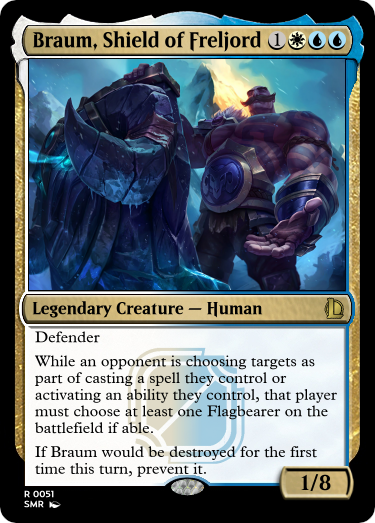 Braum, Shield of Freljord 1
Legendary Creature — Human
Defender
While an opponent is choosing targets as
part of casting a spell they control or
activating an ability they control, that player
must choose at least one Flagbearer on the
battlefield if able.
If Braum would be destroyed for the first
time this turn, prevent it.
1/8
R 0051
SMR